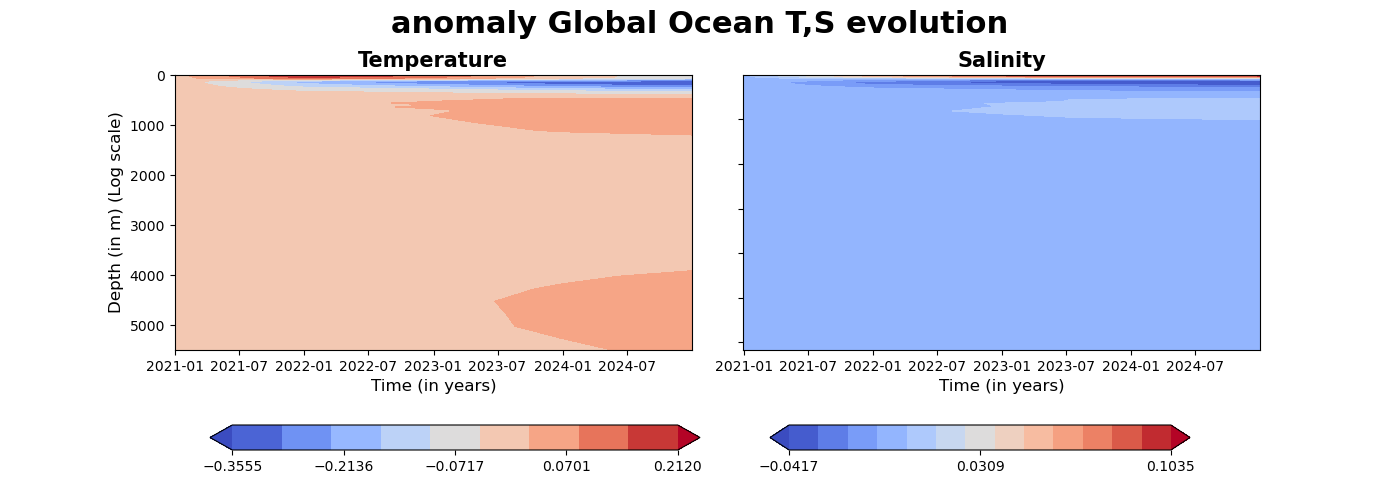 anomaly Global Ocean T,S evolution
Temperature
Salinity
Depth (in m) (Log scale)
0
1000
2000
3000
4000
5000
2021-01 2021-07 2022-01 2022-07 2023-01 2023-07 2024-01 2024-07
2021-01 2021-07 2022-01 2022-07 2023-01 2023-07 2024-01 2024-07
Time (in years)
Time (in years)
−0.3555 −0.2136 −0.0717 0.0701 0.2120
−0.0417 0.0309 0.1035